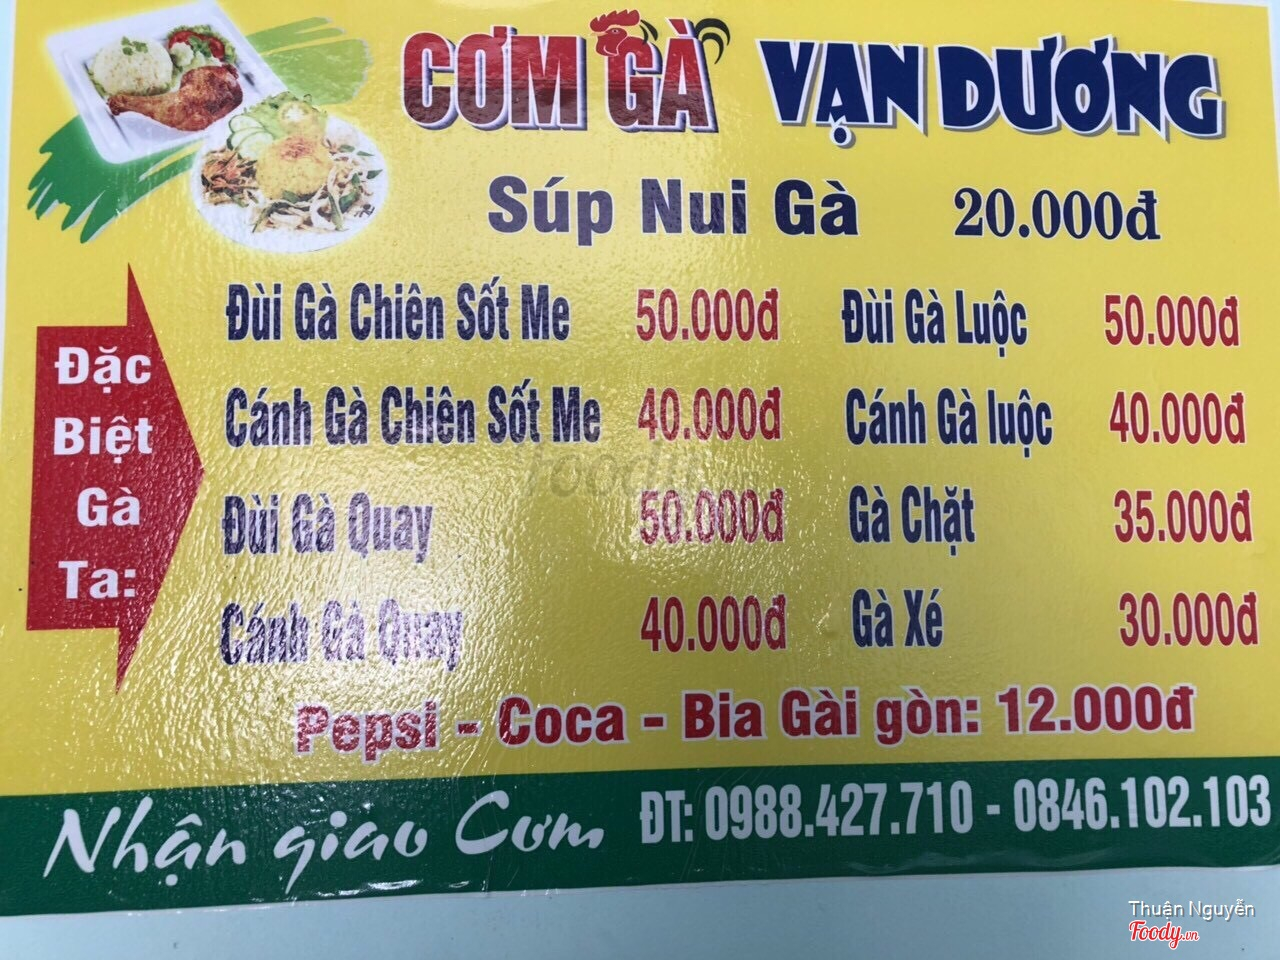 CƠM GÀ VẠN DƯƠNG
Súp Nui Gà 20.000đ
Đặc
Biệt
Gà
Ta:
Đùi Gà Chiên Sốt Me 50.000đ Đùi Gà Luộc 50.000đ
Cánh Gà Chiên Sốt Me 40.000đ Cánh Gà luộc 40.000đ
Đùi Gà Quay 50.000đ Gà Chặt 35.000đ
Cánh Gà Quay 40.000đ Gà Xé 30.000đ
Pepsi - Coca - Bia Gài gòn: 12.000đ
Nhận giao Cơm ĐT: 0988.427.710 - 0846.102.103
foody
Thuận Nguyễn
Foody.vn